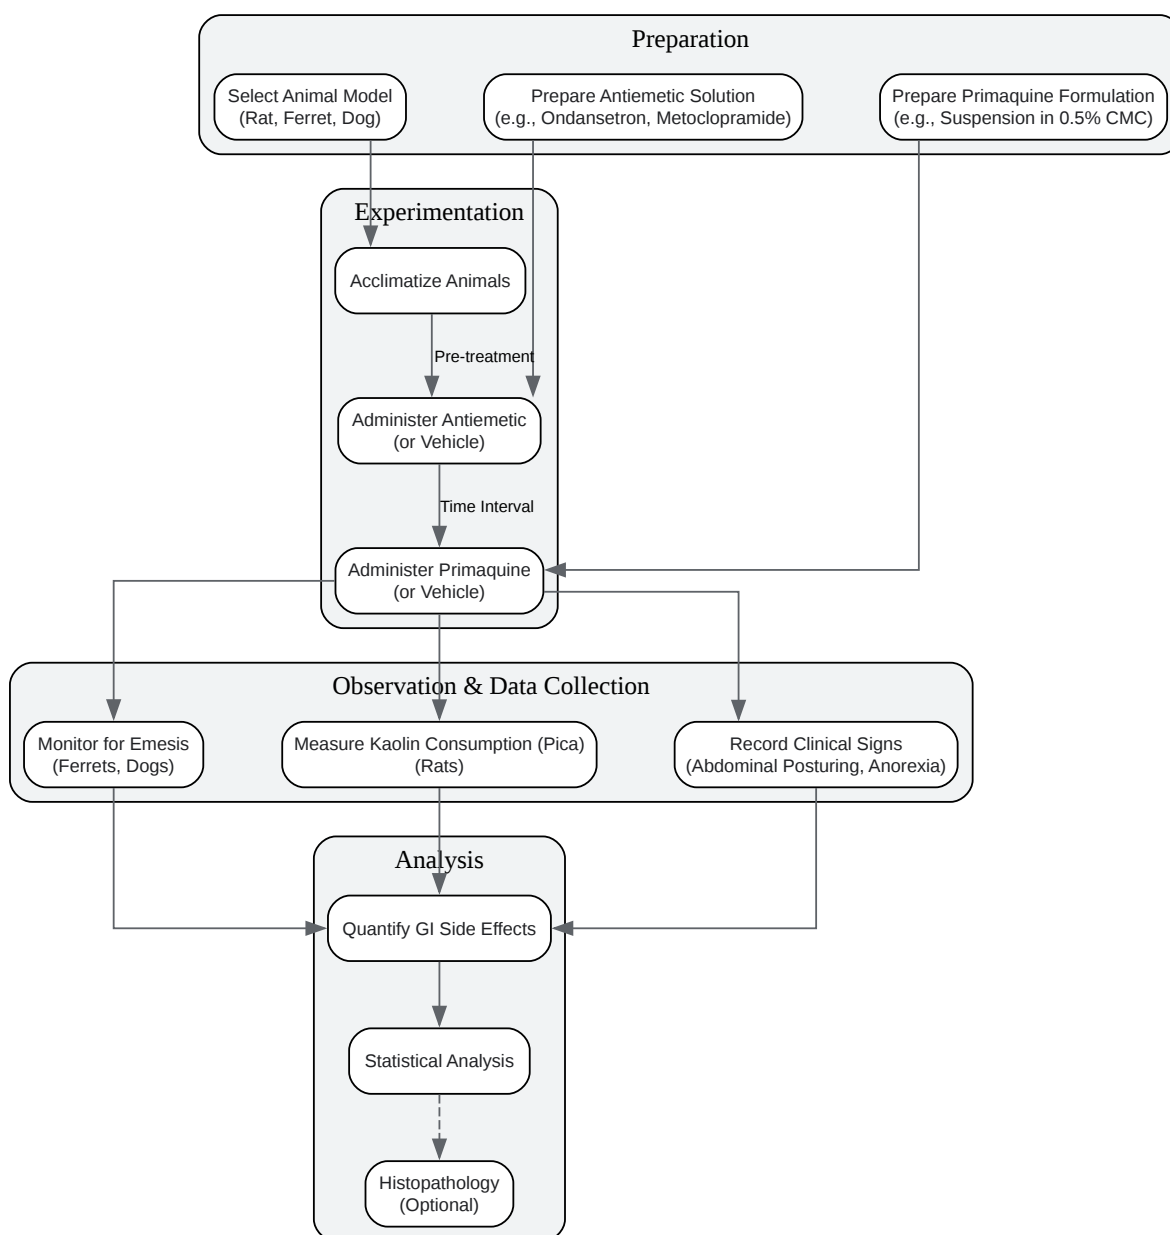 Preparation
Select Animal Model
(Rat, Ferret, Dog)
Prepare Antiemetic Solution
(e.g., Ondansetron, Metoclopramide)
Prepare Primaquine Formulation
(e.g., Suspension in 0.5% CMC)
Experimentation
Acclimatize Animals
Pre-treatment
Administer Antiemetic
(or Vehicle)
Time Interval
Administer Primaquine
(or Vehicle)
Observation & Data Collection
Monitor for Emesis
(Ferrets, Dogs)
Measure Kaolin Consumption (Pica)
(Rats)
Record Clinical Signs
(Abdominal Posturing, Anorexia)
Analysis
Quantify GI Side Effects
Statistical Analysis
Histopathology
(Optional)